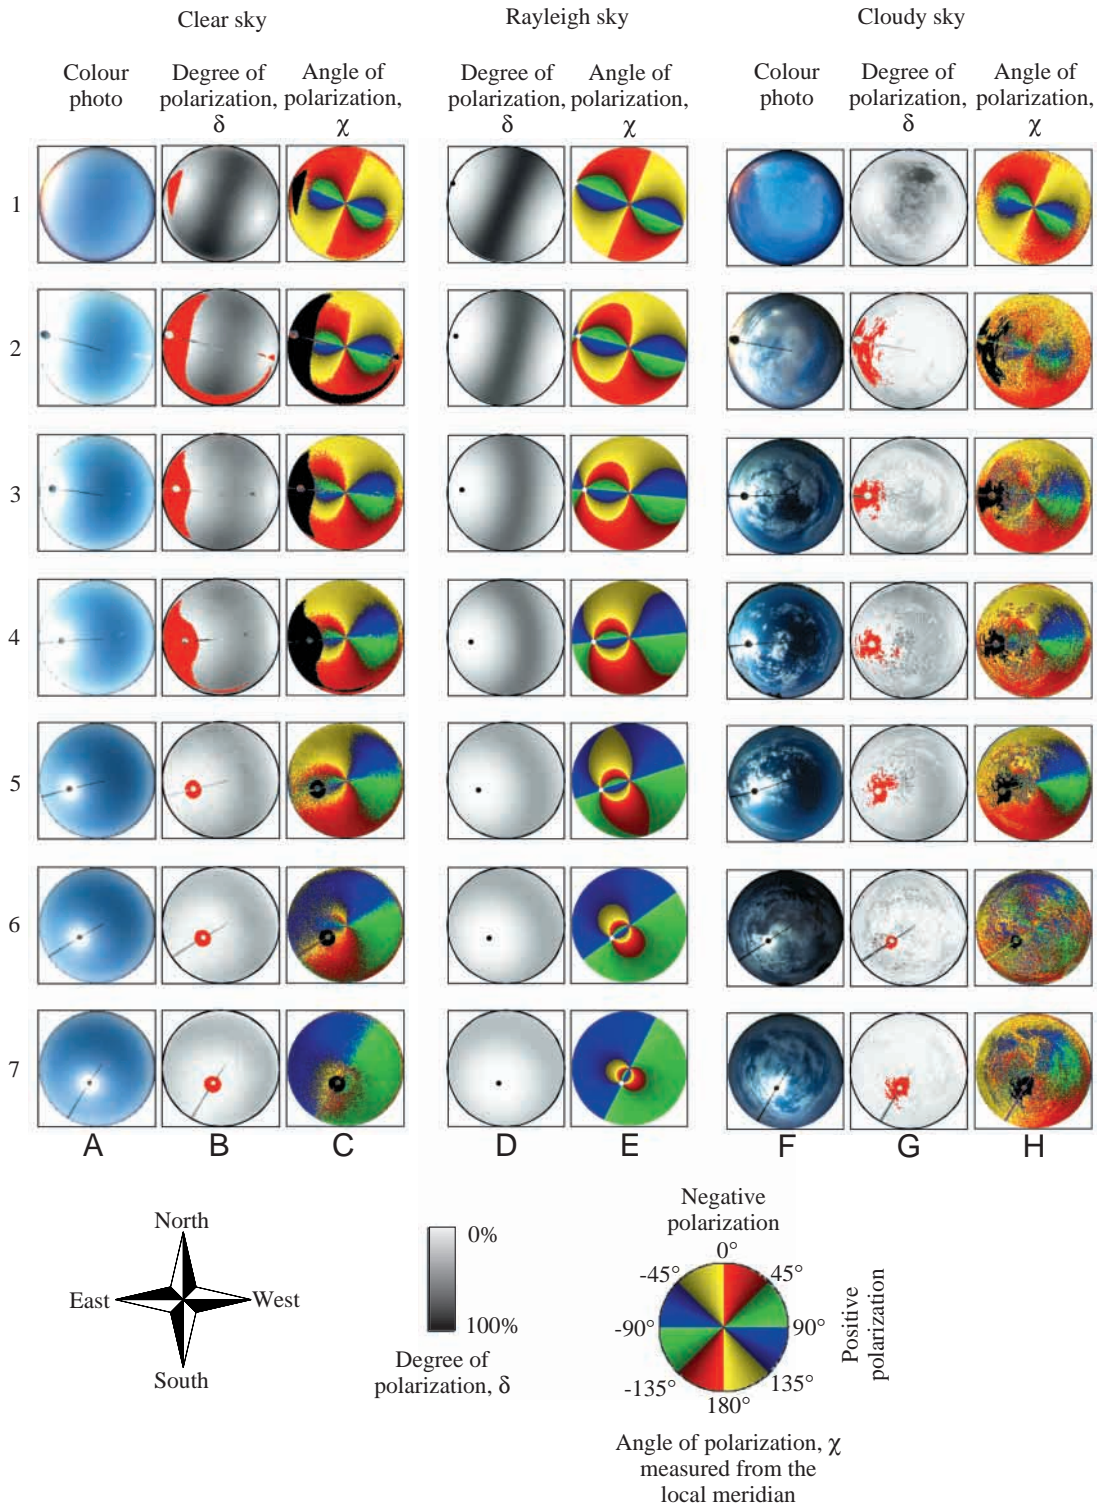 Clear sky
Rayleigh sky
Cloudy sky
Colour photo
Degree of polarization, δ
Angle of polarization, χ
Degree of polarization, δ
Angle of polarization, χ
Colour photo
Degree of polarization, δ
Angle of polarization, χ
1
2
3
4
5
6
7
A B C D E F G H
North
East West
South
0%
100%
Degree of
polarization, δ
Negative
polarization
0°
-45° 45°
-90° 90°
-135° 135°
180°
Positive
polarization
Angle of polarization, χ
measured from the
local meridian